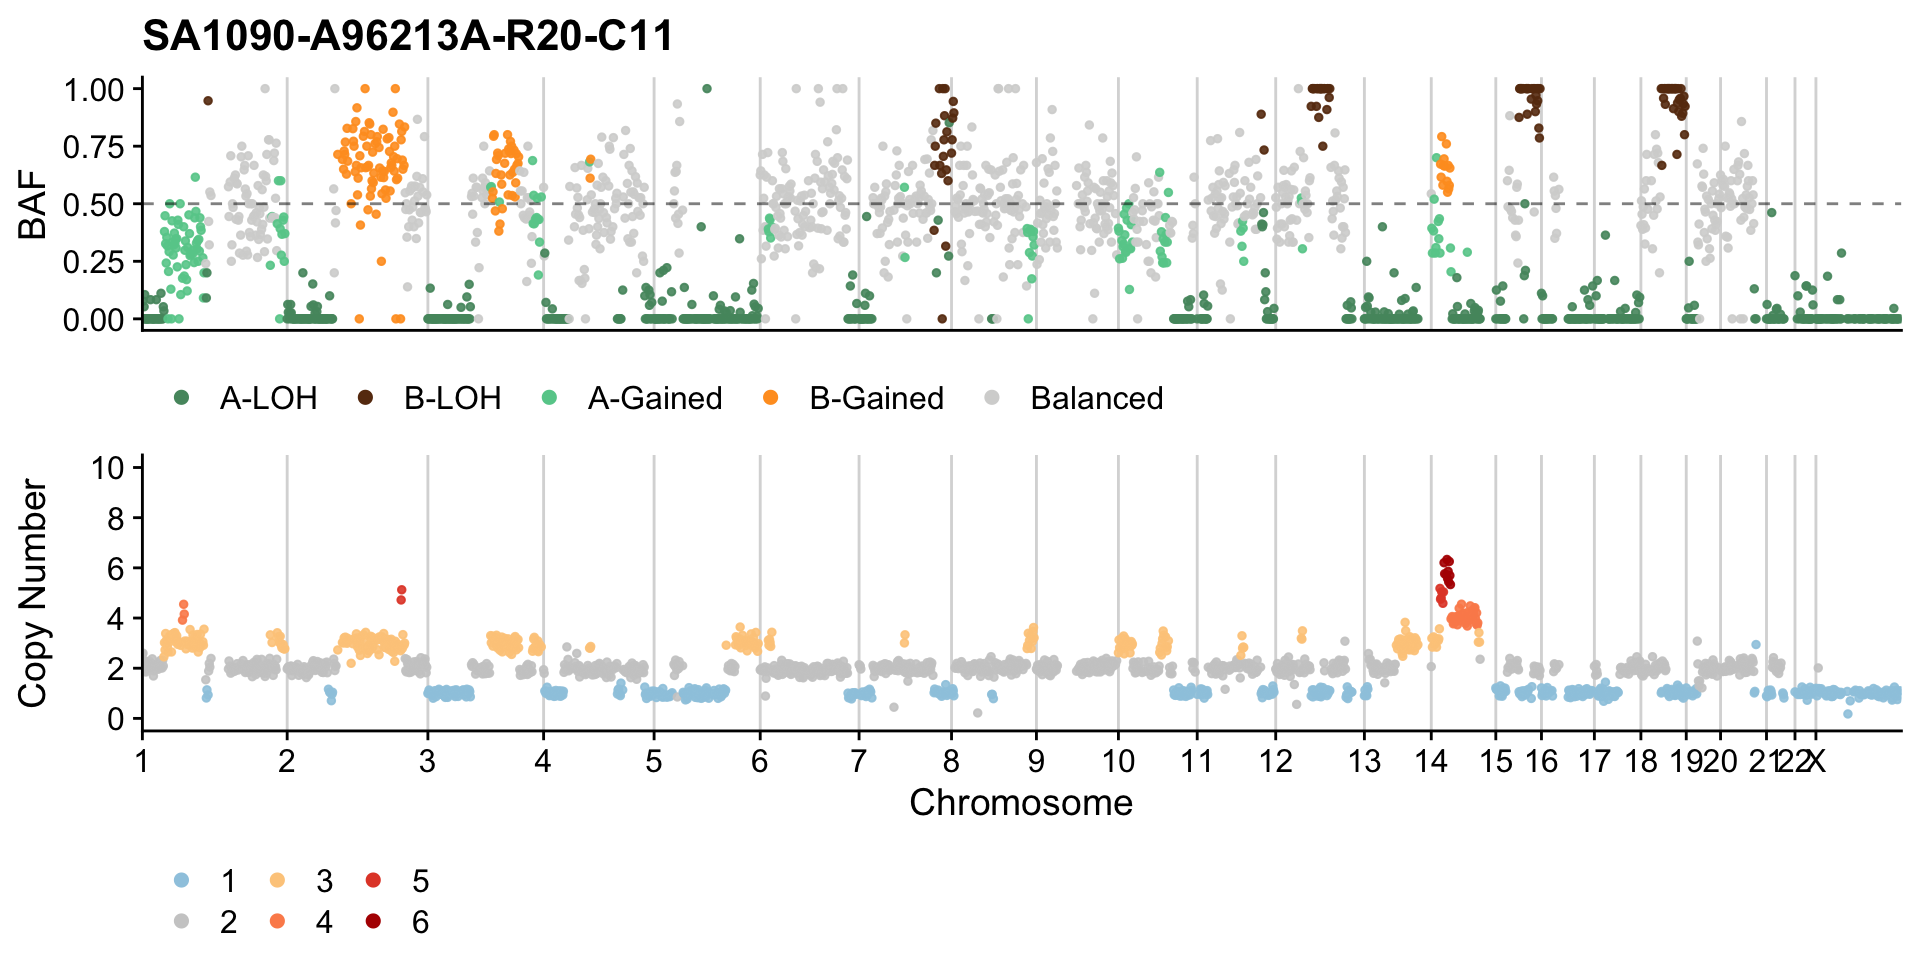 SA1090-A96213A-R20-C11
BAF
1.00
0.75
0.50
0.25
0.00
A-LOH B-LOH A-Gained B-Gained Balanced
Copy Number
10
8
6
4
2
0
1 2 3 4 5 6 7 8 9 10 11 12 13 14 15 16 17 18 19 20 21 22 X
Chromosome
1 3 5
2 4 6